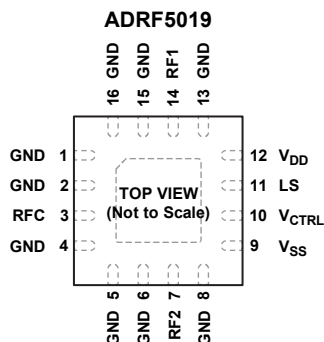 ADRF5019
16 GND
15 GND
14 RF1
13 GND
GND 1
GND 2
RFC 3
GND 4
TOP VIEW
(Not to Scale)
12 VDD
11 LS
10 VCTRL
9 VSS
GND 5
GND 6
RF2 7
GND 8